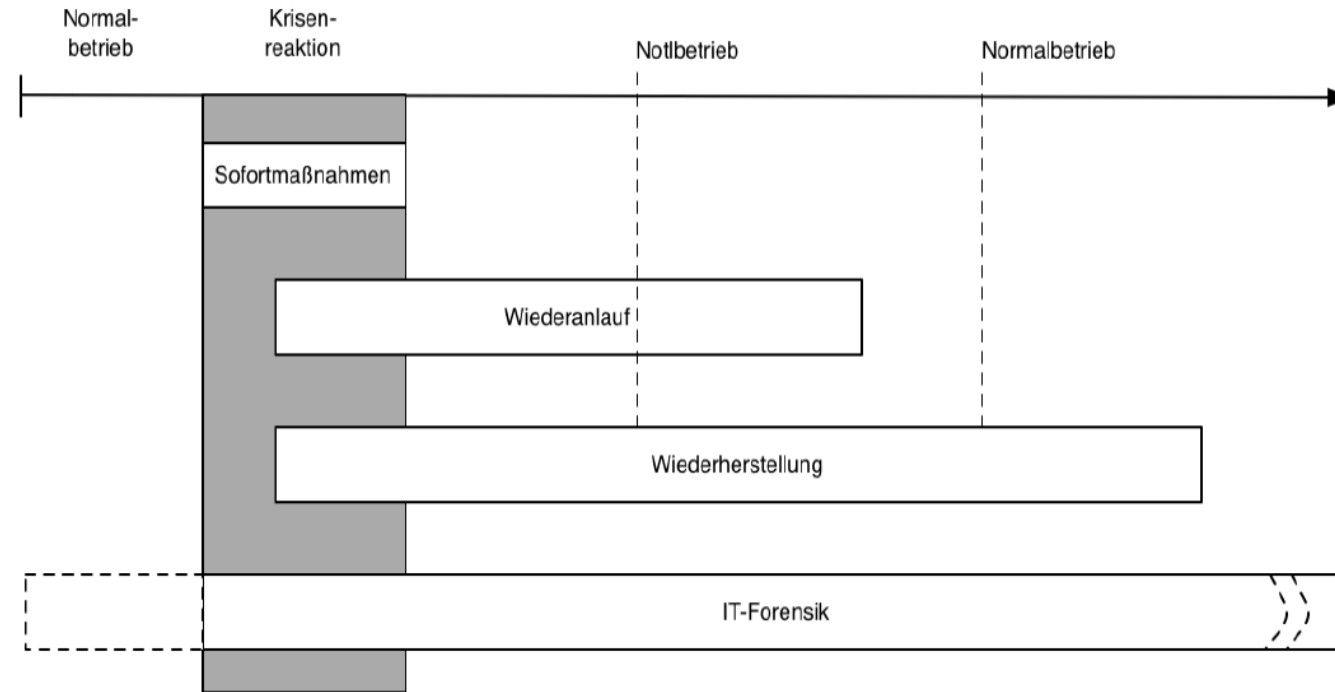 Normal-
betrieb
Krisen-
reaktion
Notlbetrieb
Normalbetrieb
Sofortmaßnahmen
Wiederanlauf
Wiederherstellung
IT-Forensik